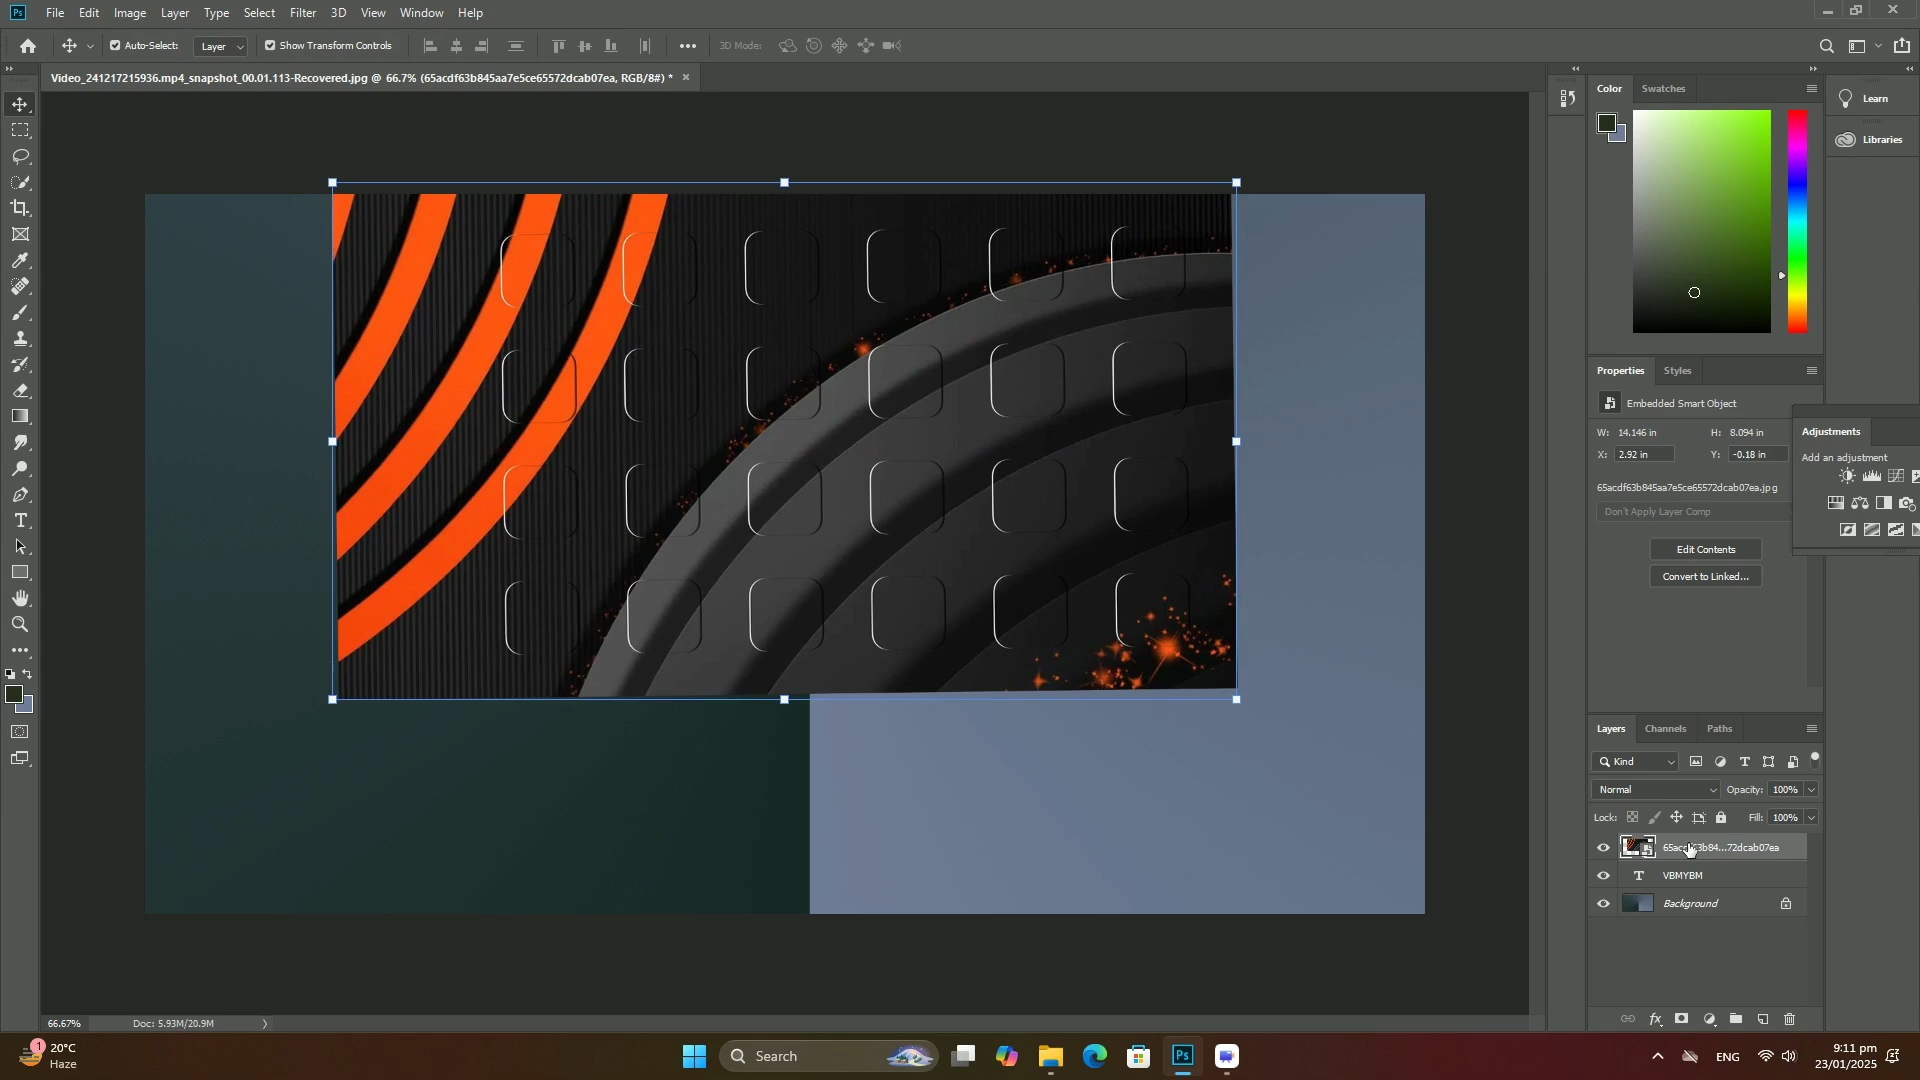 Ps File Edit Image Layer Type Select Filter 3D View Window Help
Auto-Select: Layer Show Transform Controls 3D Mode:
Video_241217215936.mp4_snapshot_00.01.113-Recovered.jpg @ 66.7% (65acdf63b845aa7e5ce65572dcab07ea, RGB/8#) *
Color Swatches
Learn
Libraries
Properties Styles
Embedded Smart Object
W: 14.146 in H: 8.094 in
X: 2.92 in Y: -0.18 in
65acdf63b845aa7e5ce65572dcab07ea.jpg
Don't Apply Layer Comp
Edit Contents
Convert to Linked...
Adjustments
Add an adjustment
Layers Channels Paths
Kind
Normal Opacity: 100%
Lock: Fill: 100%
65acdf63b84...72dcab07ea
VBMYBM
Background
66.67% Doc: 5.93M/20.9M
1 20°C
Haze
Search
Ps
ENG
9:11 pm
23/01/2025